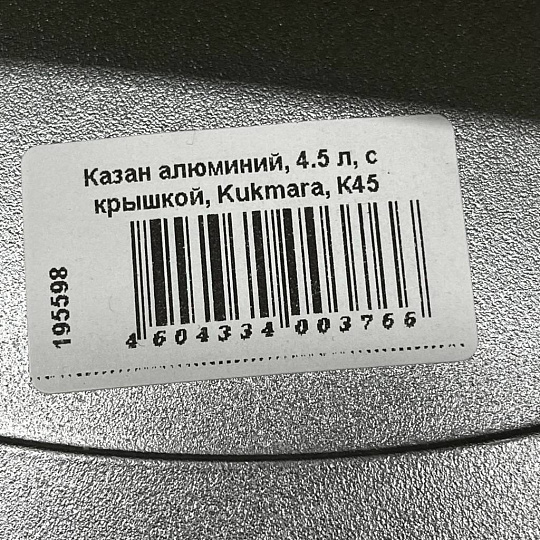 Казан алюминий, 4.5 л, с
крышкой, Kukmara, К45
195598
4 604334 003766